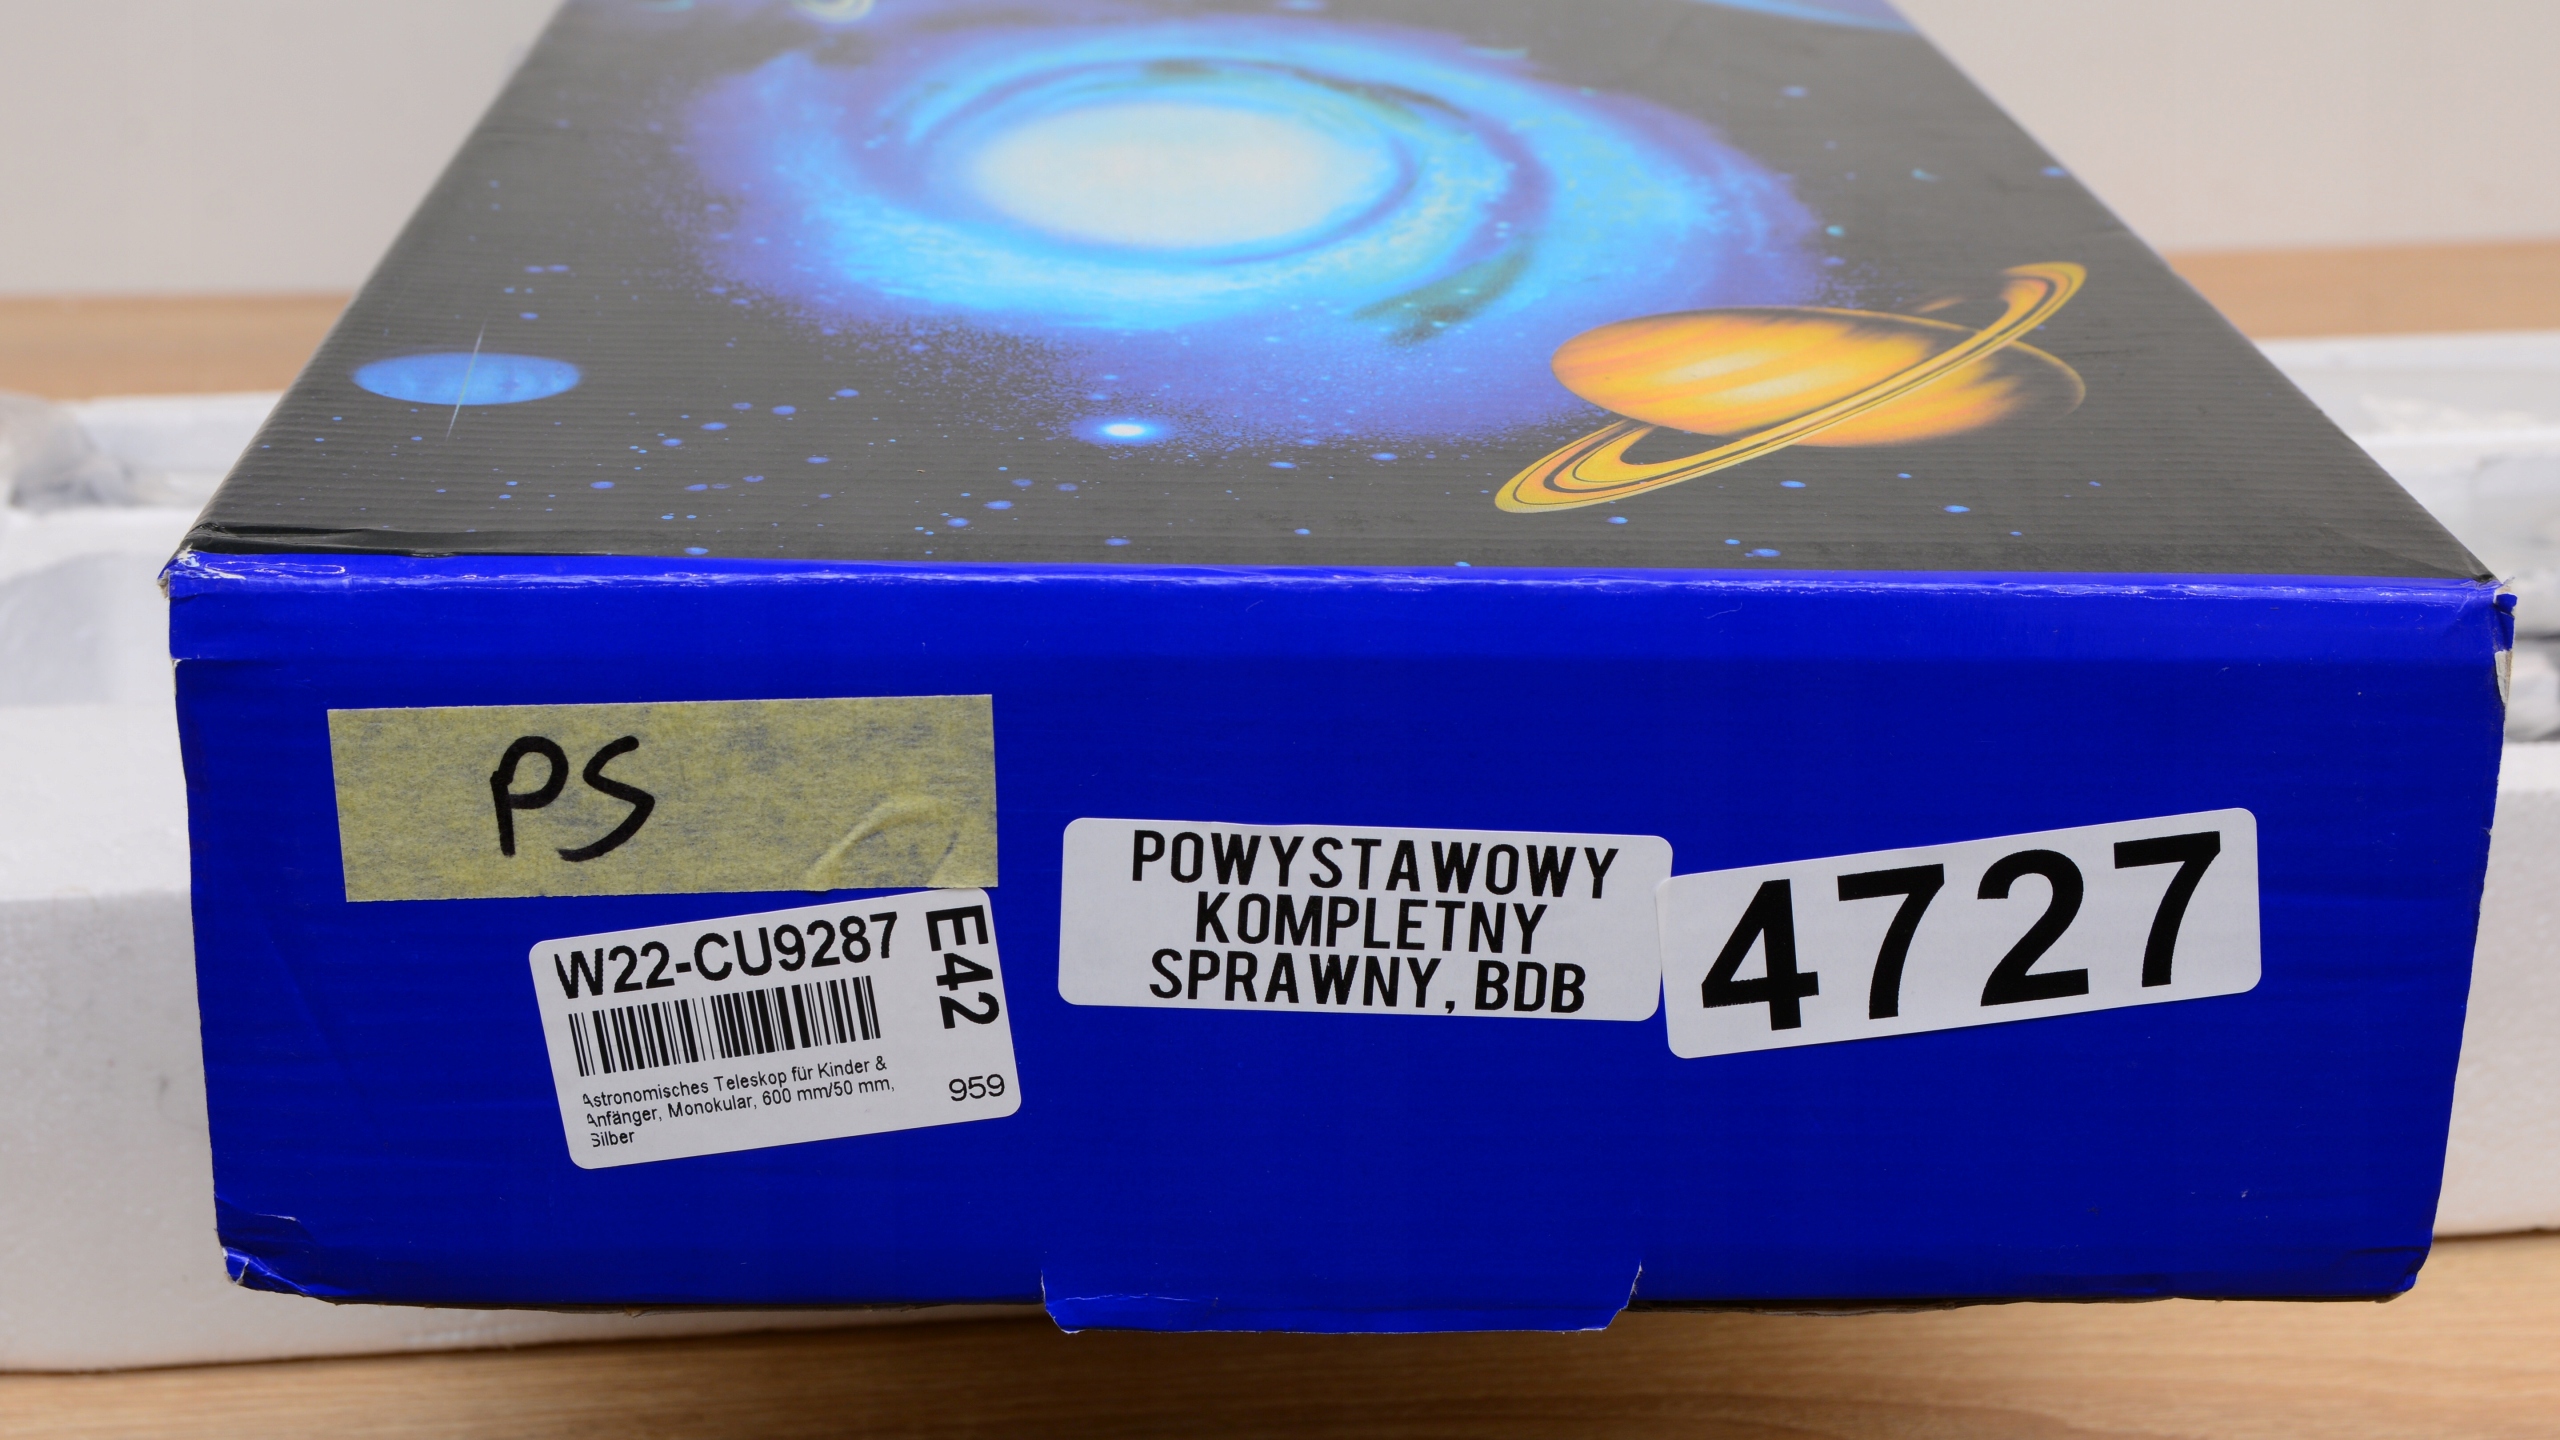 PS
W22-CU9287
E42
Astronomisches Teleskop für Kinder &
Anfänger, Monokular, 600 mm/50 mm,
Silber
959
POWYSTAWOWY
KOMPLETNY
SPRAWNY, BDB
4727